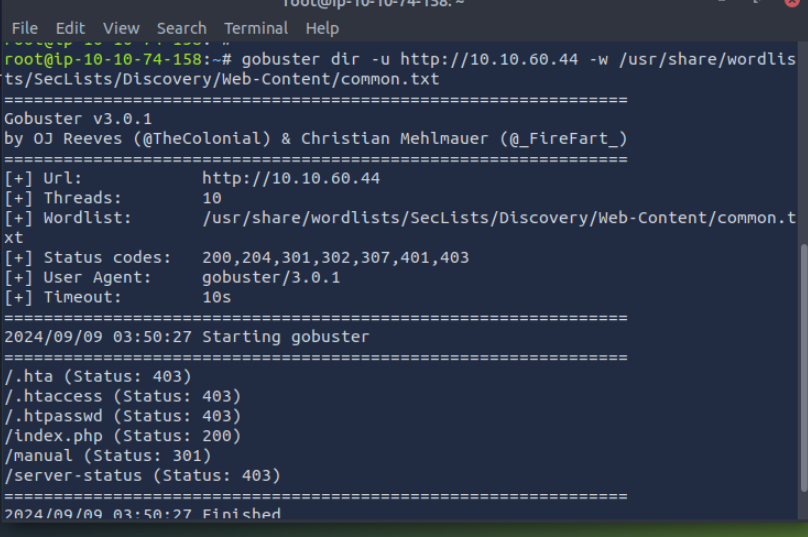 root@ip-10-10-74-158: ~
File Edit View Search Terminal Help
root@ip-10-10-74-158:~#
root@ip-10-10-74-158:~# gobuster dir -u http://10.10.60.44 -w /usr/share/wordlis
ts/SecLists/Discovery/Web-Content/common.txt
===============================================================
Gobuster v3.0.1
by OJ Reeves (@TheColonial) & Christian Mehlmauer (@_FireFart_)
===============================================================
[+] Url:            http://10.10.60.44
[+] Threads:        10
[+] Wordlist:       /usr/share/wordlists/SecLists/Discovery/Web-Content/common.t
xt
[+] Status codes:   200,204,301,302,307,401,403
[+] User Agent:     gobuster/3.0.1
[+] Timeout:        10s
===============================================================
2024/09/09 03:50:27 Starting gobuster
===============================================================
/.hta (Status: 403)
/.htaccess (Status: 403)
/.htpasswd (Status: 403)
/index.php (Status: 200)
/manual (Status: 301)
/server-status (Status: 403)
===============================================================
2024/09/09 03:50:27 Finished